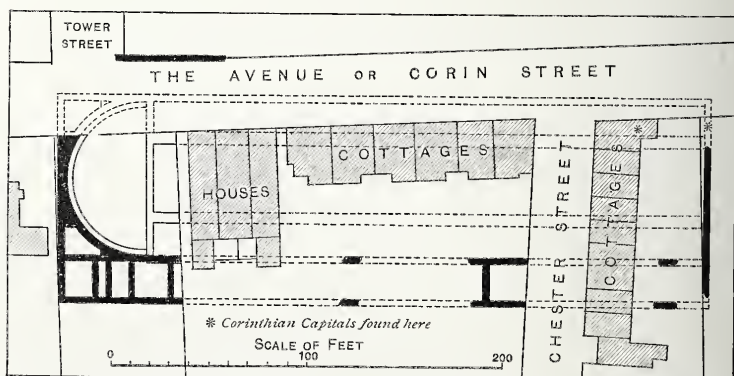 TOWER
STREET
THE AVENUE OR CORIN STREET
COTTAGES
HOUSES
CHESTER STREET
COTTAGES
* *
* Corinthian Capitals found here
SCALE OF FEET
0 100 200